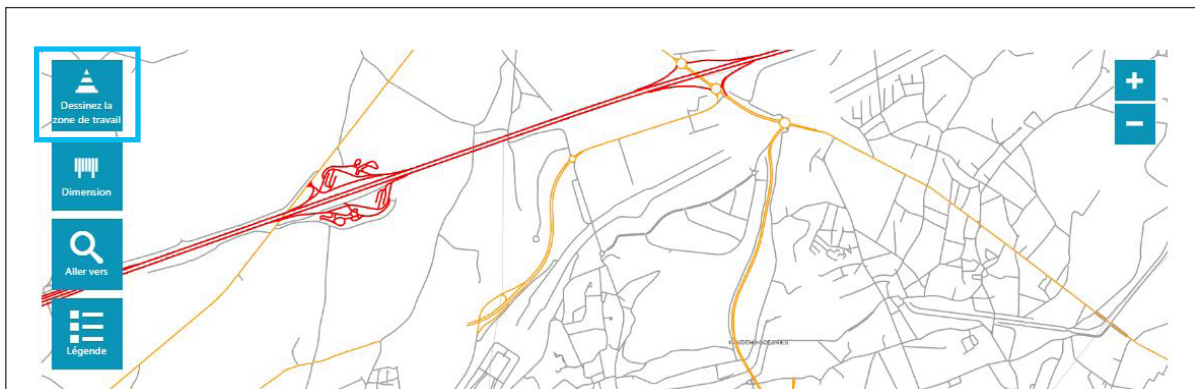 Dessinez la
zone de travail
+
Dimension
–
Aller vers
Légende